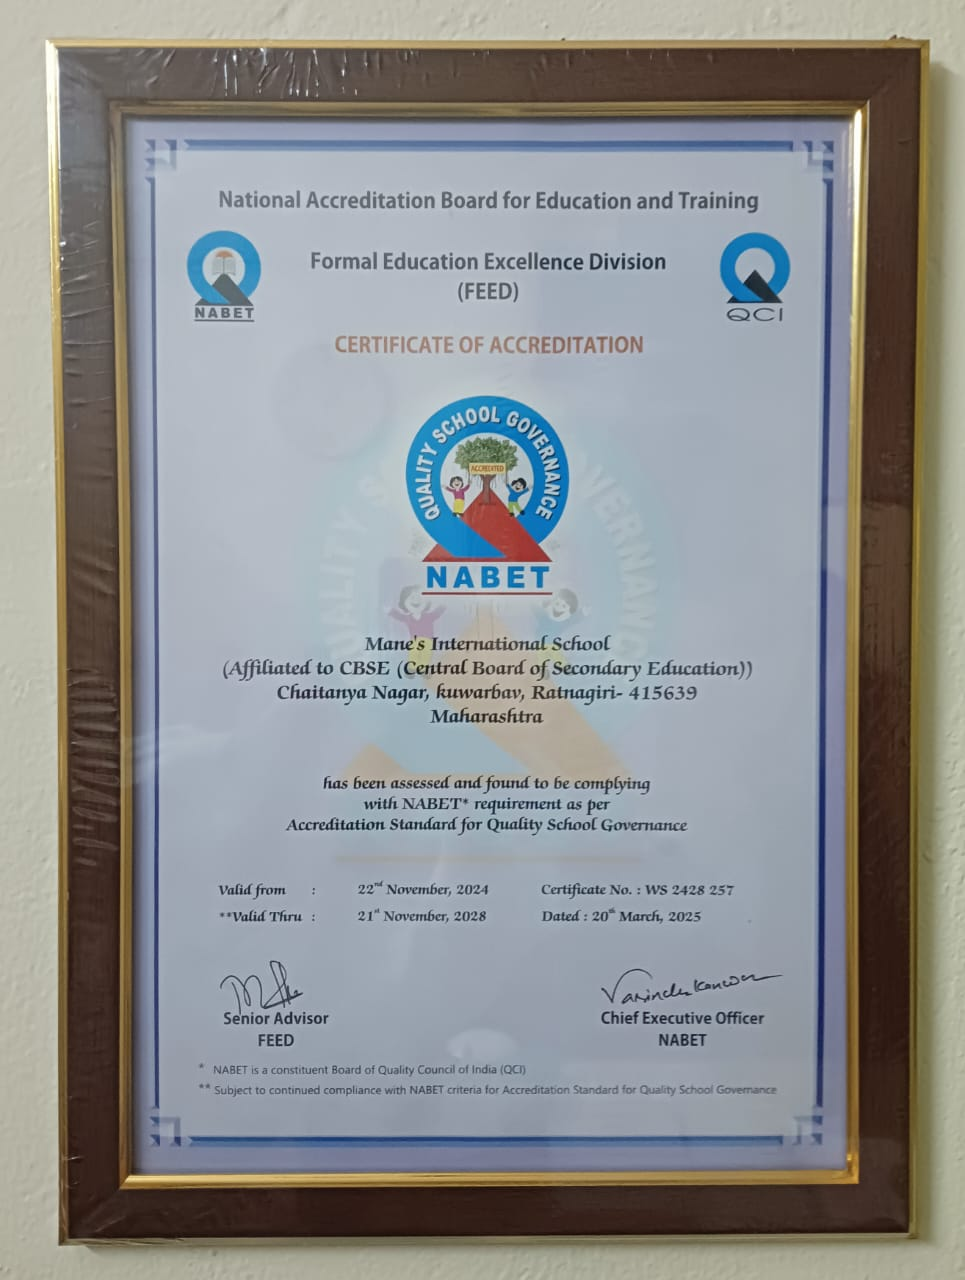 National Accreditation Board for Education and Training
Formal Education Excellence Division
(FEED)
NABET
QCI
CERTIFICATE OF ACCREDITATION
QUALITY SCHOOL GOVERNANCE
ACCREDITED
NABET
Mane's International School
(Affiliated to CBSE (Central Board of Secondary Education))
Chaitanya Nagar, kuwarbav, Ratnagiri- 415639
Maharashtra
has been assessed and found to be complying
with NABET* requirement as per
Accreditation Standard for Quality School Governance
Valid from : 22nd November, 2024 Certificate No. : WS 2428 257
**Valid Thru : 21st November, 2028 Dated : 20th March, 2025
Varinder Kanwar
Senior Advisor
FEED
Chief Executive Officer
NABET
* NABET is a constituent Board of Quality Council of India (QCI)
** Subject to continued compliance with NABET criteria for Accreditation Standard for Quality School Governance